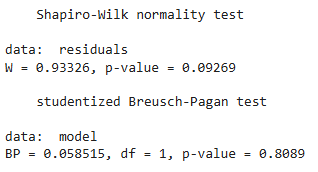 Shapiro-Wilk normality test
data:  residuals
W = 0.93326, p-value = 0.09269
studentized Breusch-Pagan test
data:  model
BP = 0.058515, df = 1, p-value = 0.8089